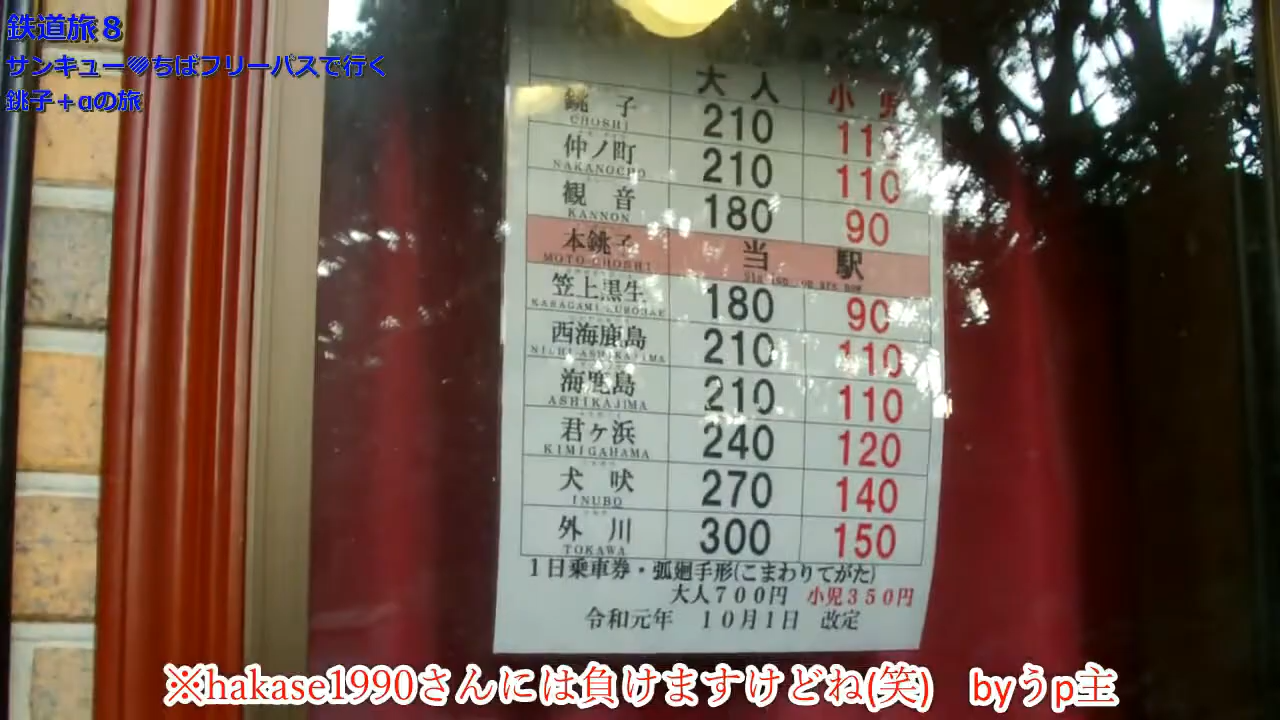 鉄道旅８
サンキュー♥ちばフリーパスで行く
銚子＋αの旅
大人 小児
銚子 210 110
CHOSHI
仲ノ町 210 110
NAKANOCHO
観音 180 90
KANNON
本銚子 当駅
MOTO-CHOSHI
笠上黒生 180 90
KASAGAMI-KUROHAE
西海鹿島 210 110
NISHI-ASHIKAJIMA
海鹿島 210 110
ASHIKAJIMA
君ヶ浜 240 120
KIMIGAHAMA
犬吠 270 140
INUBO
外川 300 150
TOKAWA
１日乗車券・弧廻手形(こまわりてがた)
大人７００円 小児３５０円
令和元年 １０月１日 改定
※hakase1990さんには負けますけどね(笑) byうp主